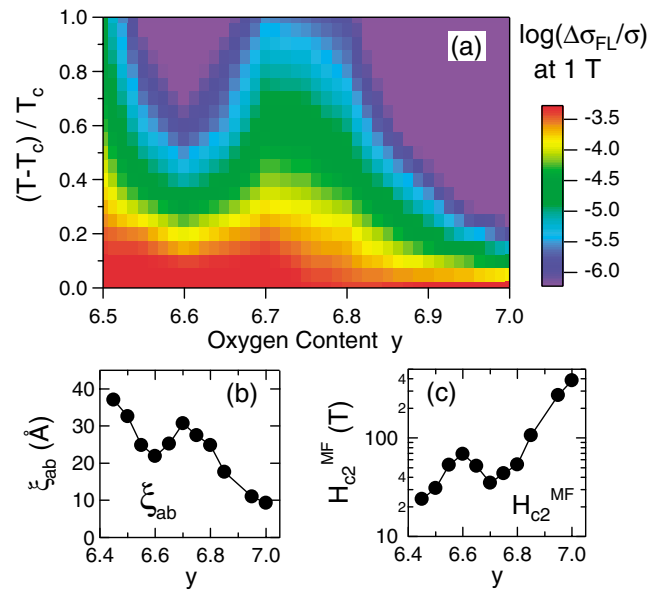 (a)
log(Δσ_FL/σ)
at 1 T
(T-T_c) / T_c
1.0
0.8
0.6
0.4
0.2
0.0
6.5 6.6 6.7 6.8 6.9 7.0
Oxygen Content y
-3.5
-4.0
-4.5
-5.0
-5.5
-6.0
(b)
ξ_ab (Å)
40
30
20
10
0
ξ_ab
6.4 6.6 6.8 7.0
y
(c)
H_c2^MF (T)
4
2
100
4
2
10
H_c2^MF
6.4 6.6 6.8 7.0
y